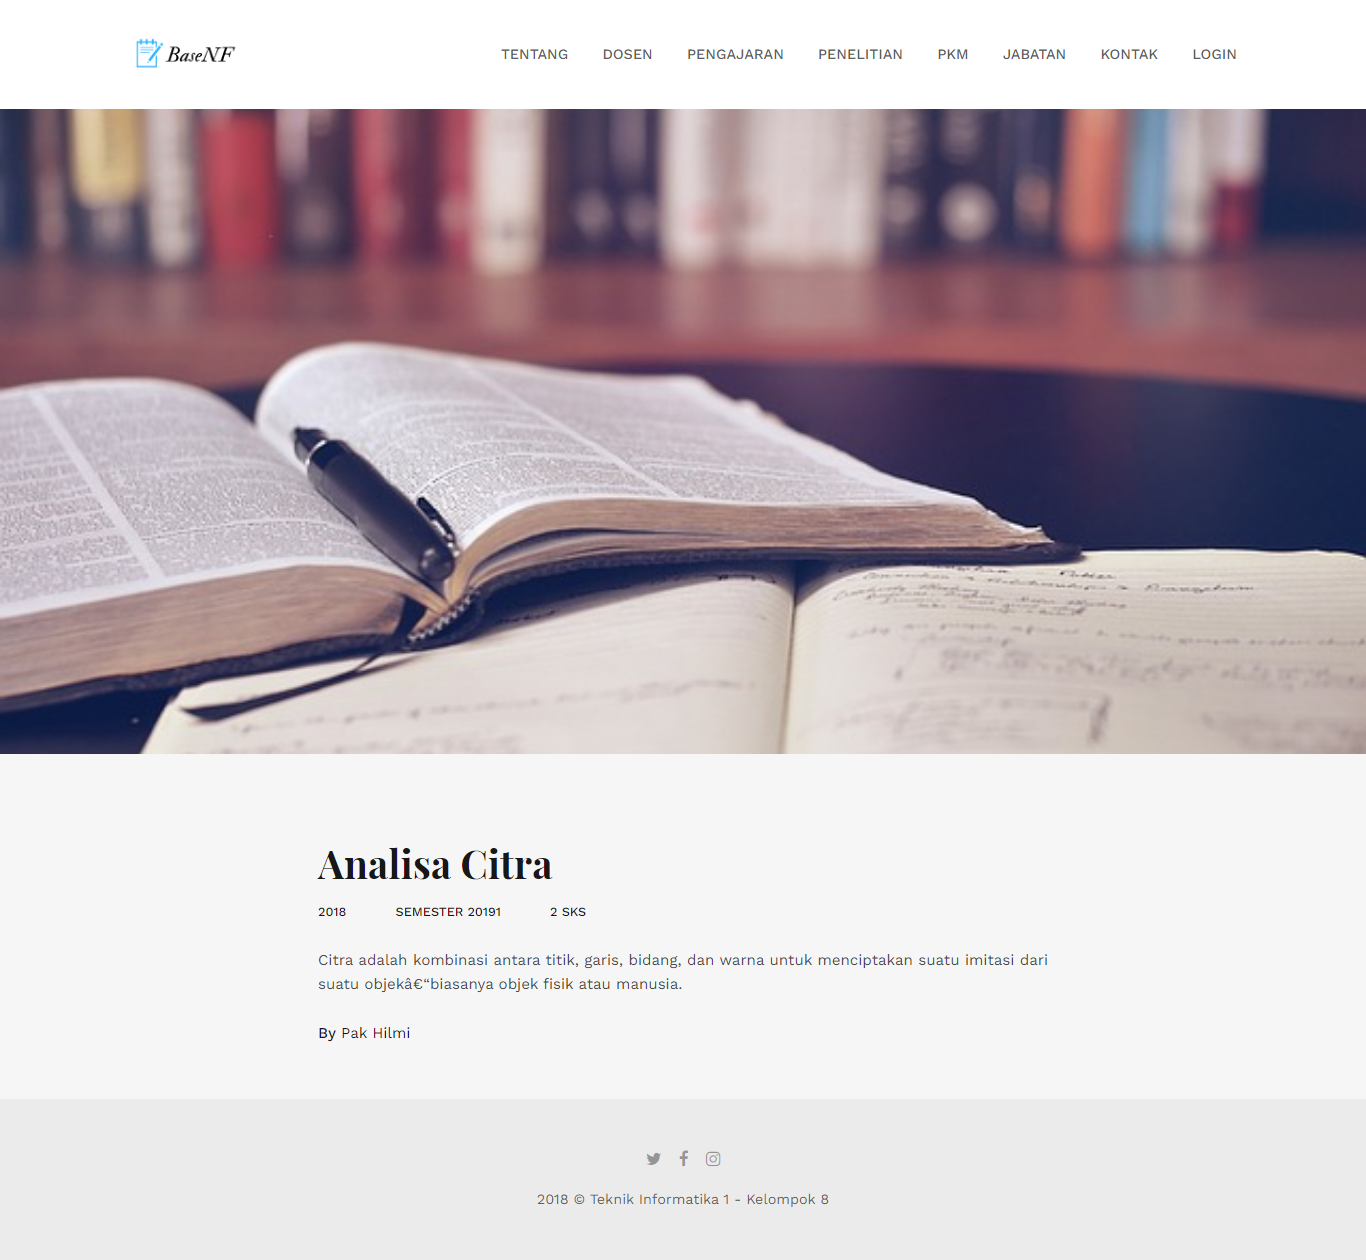 BaseNF
TENTANG DOSEN PENGAJARAN PENELITIAN PKM JABATAN KONTAK LOGIN
Analisa Citra
2018 SEMESTER 20191 2 SKS
Citra adalah kombinasi antara titik, garis, bidang, dan warna untuk menciptakan suatu imitasi dari
suatu objekâ€“biasanya objek fisik atau manusia.
By Pak Hilmi
2018 © Teknik Informatika 1 - Kelompok 8